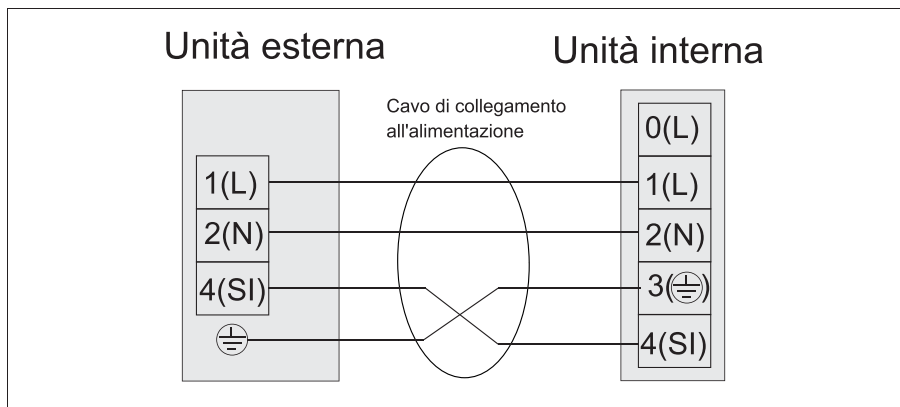 Unità esterna
Unità interna
Cavo di collegamento
all'alimentazione
1(L)
2(N)
4(SI)
0(L)
1(L)
2(N)
3(⏚)
4(SI)